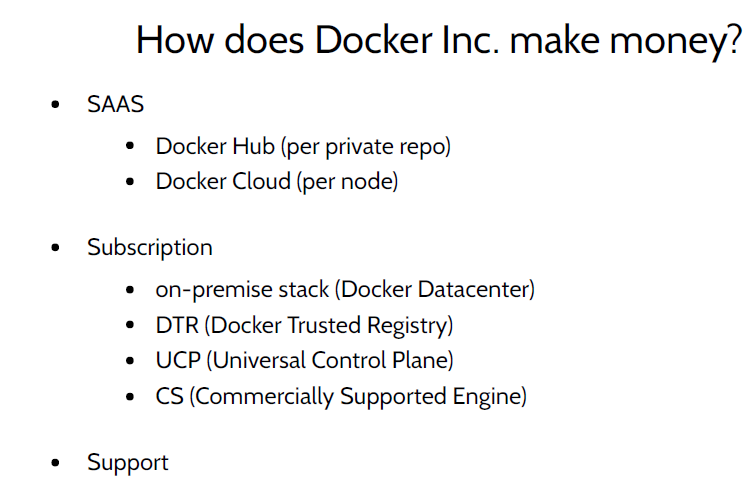 How does Docker Inc. make money?
• SAAS
• Docker Hub (per private repo)
• Docker Cloud (per node)
• Subscription
• on-premise stack (Docker Datacenter)
• DTR (Docker Trusted Registry)
• UCP (Universal Control Plane)
• CS (Commercially Supported Engine)
• Support